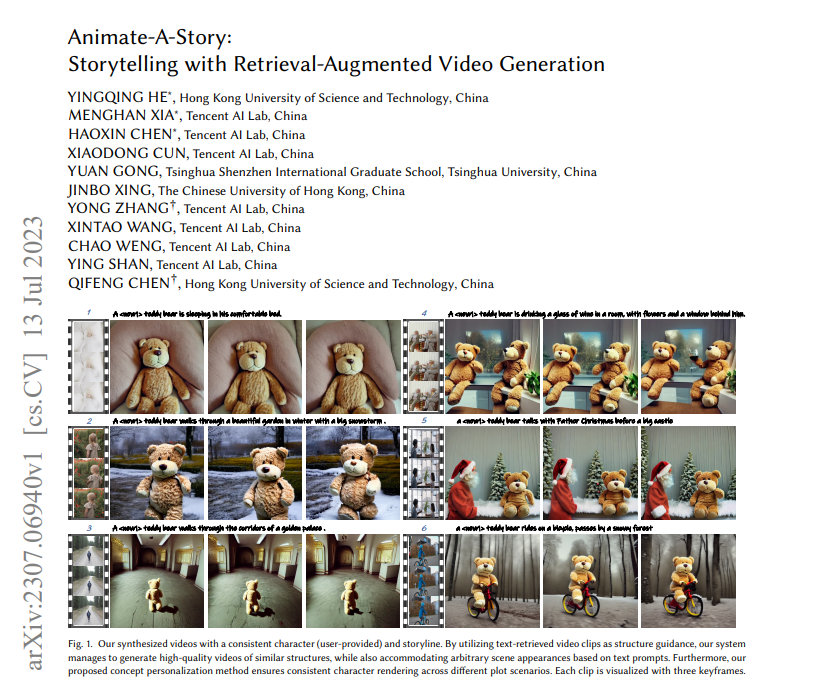 Animate-A-Story:
Storytelling with Retrieval-Augmented Video Generation
YINGQING HE*, Hong Kong University of Science and Technology, China
MENGHAN XIA*, Tencent AI Lab, China
HAOXIN CHEN*, Tencent AI Lab, China
XIAODONG CUN, Tencent AI Lab, China
YUAN GONG, Tsinghua Shenzhen International Graduate School, Tsinghua University, China
JINBO XING, The Chinese University of Hong Kong, China
YONG ZHANG†, Tencent AI Lab, China
XINTAO WANG, Tencent AI Lab, China
CHAO WENG, Tencent AI Lab, China
YING SHAN, Tencent AI Lab, China
QIFENG CHEN†, Hong Kong University of Science and Technology, China
arXiv:2307.06940v1 [cs.CV] 13 Jul 2023
1 A <new1> teddy bear is sleeping in his comfortable bed.
4 A <new1> teddy bear is drinking a glass of wine in a room, with flowers and a window behind him.
2 A <new1> teddy bear walks through a beautiful garden in winter with a big snowstorm .
5 a <new1> teddy bear talks with Father Christmas before a big castle
3 A <new1> teddy bear walks through the corridors of a golden palace .
6 a <new1> teddy bear rides on a bicycle, passes by a snowy forest
Fig. 1. Our synthesized videos with a consistent character (user-provided) and storyline. By utilizing text-retrieved video clips as structure guidance, our system
manages to generate high-quality videos of similar structures, while also accommodating arbitrary scene appearances based on text prompts. Furthermore, our
proposed concept personalization method ensures consistent character rendering across different plot scenarios. Each clip is visualized with three keyframes.